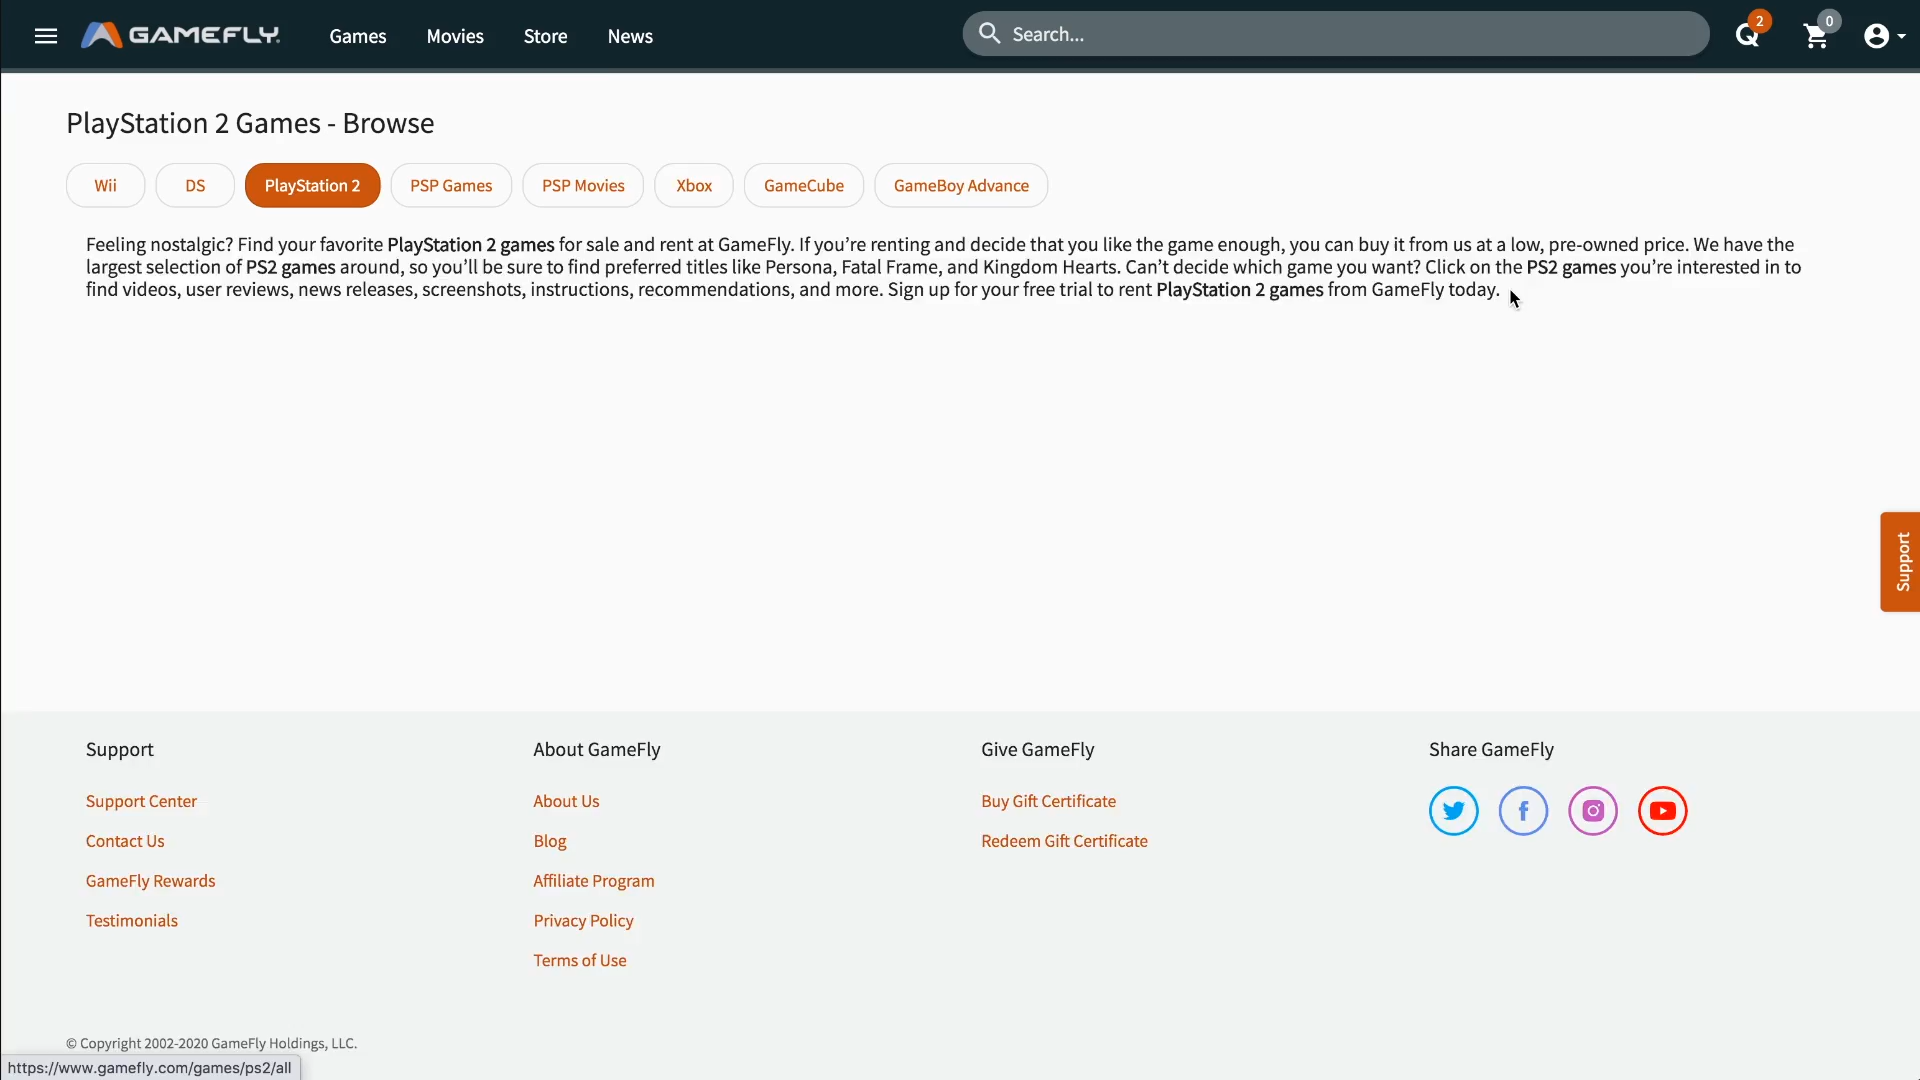 GAMEFLY
Games
Movies
Store
News
Search...
2
0
PlayStation 2 Games - Browse
Wii
DS
PlayStation 2
PSP Games
PSP Movies
Xbox
GameCube
GameBoy Advance
Feeling nostalgic? Find your favorite PlayStation 2 games for sale and rent at GameFly. If you’re renting and decide that you like the game enough, you can buy it from us at a low, pre-owned price. We have the
largest selection of PS2 games around, so you’ll be sure to find preferred titles like Persona, Fatal Frame, and Kingdom Hearts. Can’t decide which game you want? Click on the PS2 games you’re interested in to
find videos, user reviews, news releases, screenshots, instructions, recommendations, and more. Sign up for your free trial to rent PlayStation 2 games from GameFly today.
Support
Support
Support Center
Contact Us
GameFly Rewards
Testimonials
About GameFly
About Us
Blog
Affiliate Program
Privacy Policy
Terms of Use
Give GameFly
Buy Gift Certificate
Redeem Gift Certificate
Share GameFly
© Copyright 2002-2020 GameFly Holdings, LLC.
https://www.gamefly.com/games/ps2/all